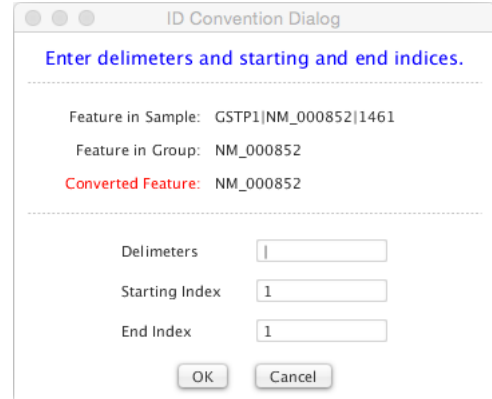 ID Convention Dialog
Enter delimeters and starting and end indices.
Feature in Sample: GSTP1|NM_000852|1461
Feature in Group: NM_000852
Converted Feature: NM_000852
Delimeters |
Starting Index 1
End Index 1
OK Cancel